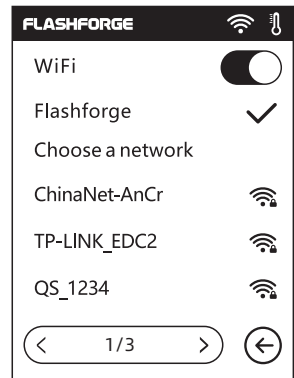 FLASHFORGE
WiFi
Flashforge
Choose a network
ChinaNet-AnCr
TP-LINK_EDC2
QS_1234
1/3